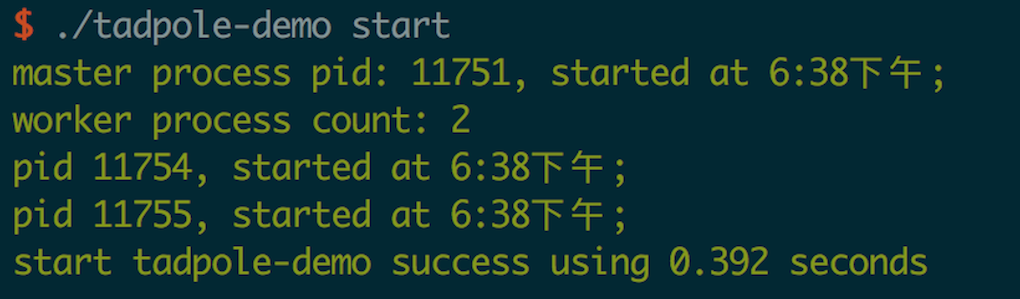 $ ./tadpole-demo start
master process pid: 11751, started at 6:38下午;
worker process count: 2
pid 11754, started at 6:38下午;
pid 11755, started at 6:38下午;
start tadpole-demo success using 0.392 seconds